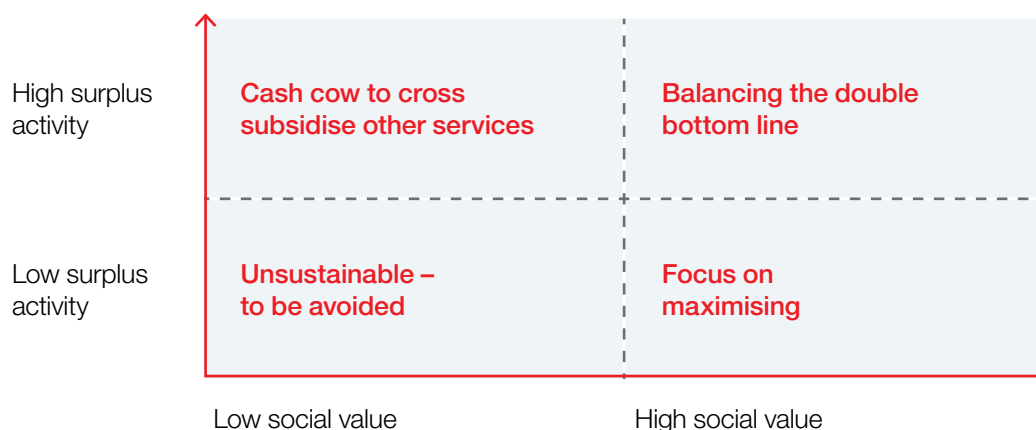 High surplus
activity
Cash cow to cross
subsidise other services
Balancing the double
bottom line
Low surplus
activity
Unsustainable –
to be avoided
Focus on
maximising
Low social value
High social value